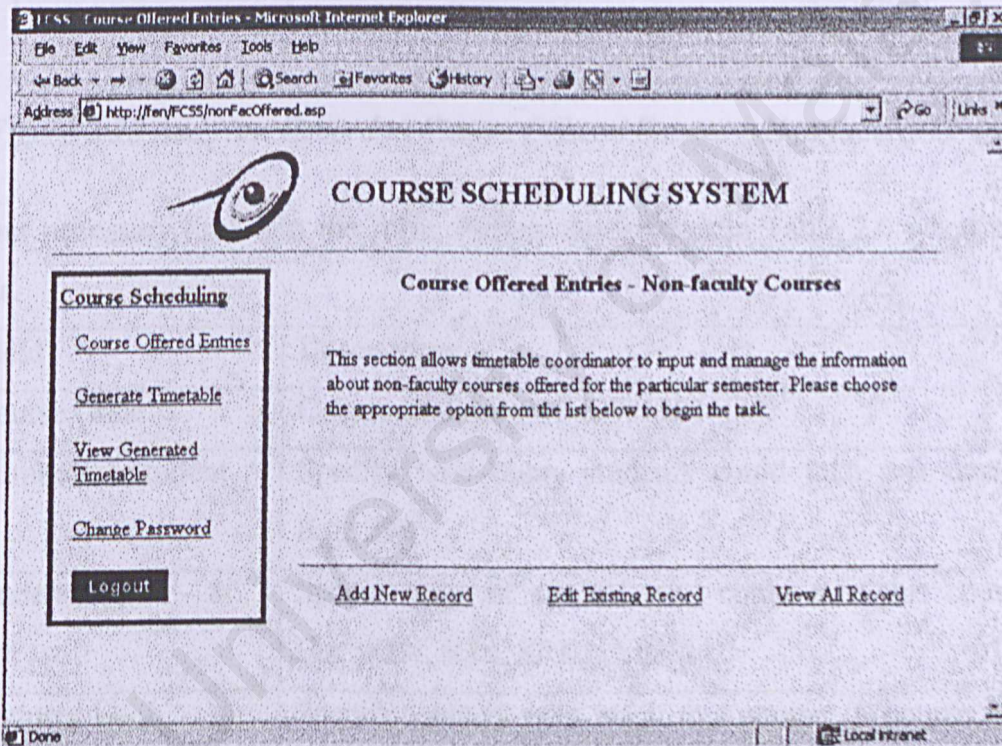 FCSS - Course Offered Entries - Microsoft Internet Explorer
File Edit View Favorites Tools Help
Back Search Favorites History
Address http://fen/FCSS/nonFacOffered.asp Go Links »
COURSE SCHEDULING SYSTEM
Course Scheduling
Course Offered Entries
Generate Timetable
View Generated
Timetable
Change Password
Logout
Course Offered Entries - Non-faculty Courses
This section allows timetable coordinator to input and manage the information
about non-faculty courses offered for the particular semester. Please choose
the appropriate option from the list below to begin the task.
Add New Record Edit Existing Record View All Record
Done Local intranet
University of Mala